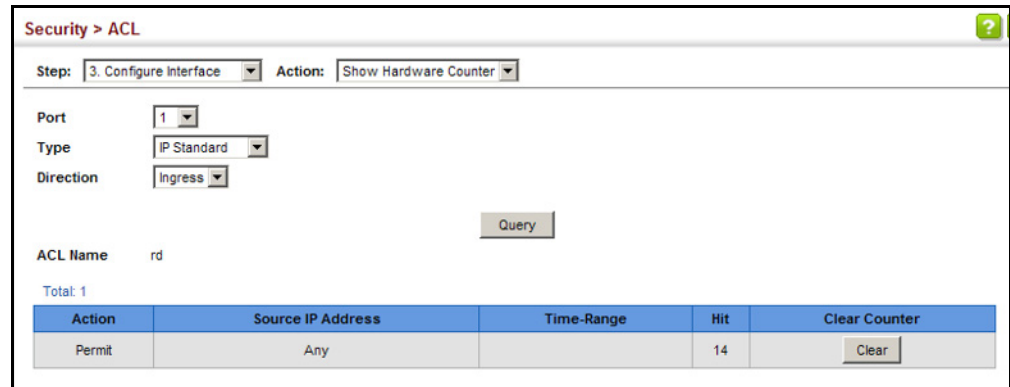 Security > ACL
?
Step: 3. Configure Interface Action: Show Hardware Counter
Port 1
Type IP Standard
Direction Ingress
Query
ACL Name rd
Total: 1
Action Source IP Address Time-Range Hit Clear Counter
Permit Any 14 Clear